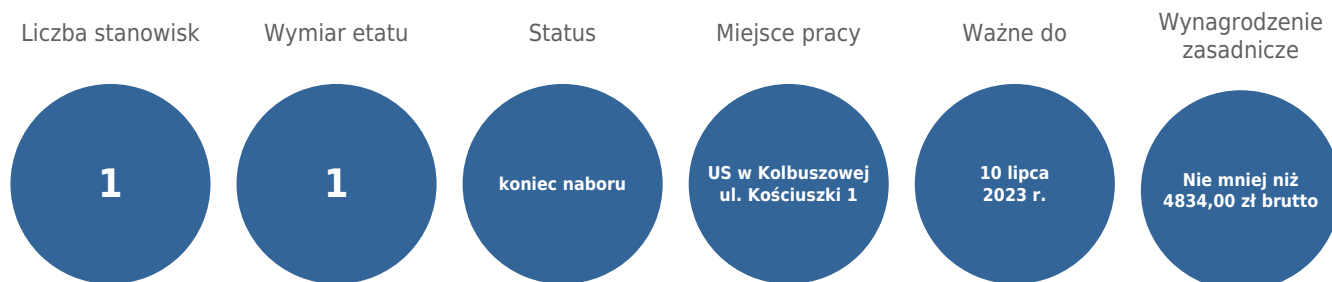 Liczba stanowisk
1
Wymiar etatu
1
Status
koniec naboru
Miejsce pracy
US w Kolbuszowej
ul. Kościuszki 1
Ważne do
10 lipca
2023 r.
Wynagrodzenie
zasadnicze
Nie mniej niż
4834,00 zł brutto